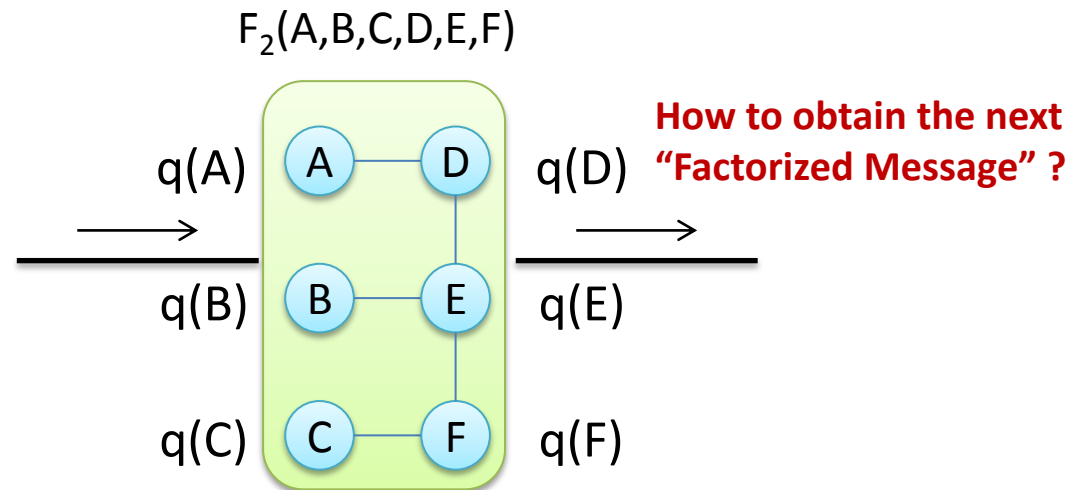 F₂(A,B,C,D,E,F)
How to obtain the next
“Factorized Message” ?
q(A) A D q(D)
q(B) B E q(E)
q(C) C F q(F)